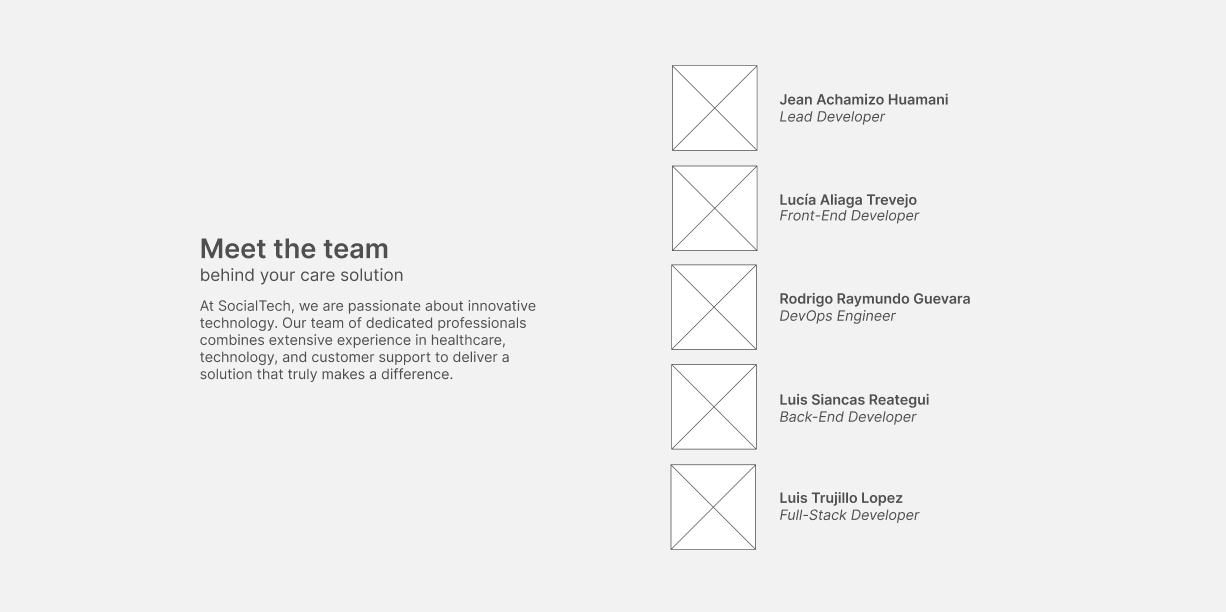 Meet the team
behind your care solution
At SocialTech, we are passionate about innovative
technology. Our team of dedicated professionals
combines extensive experience in healthcare,
technology, and customer support to deliver a
solution that truly makes a difference.
Jean Achamizo Huamani
Lead Developer
Lucía Aliaga Trevejo
Front-End Developer
Rodrigo Raymundo Guevara
DevOps Engineer
Luis Siancas Reategui
Back-End Developer
Luis Trujillo Lopez
Full-Stack Developer